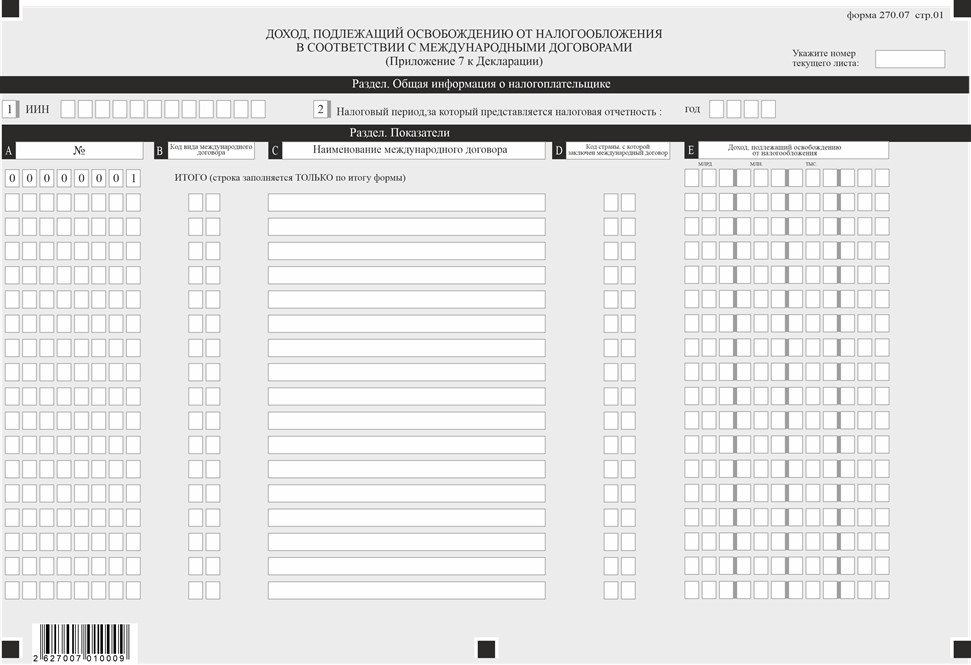 форма 270.07 стр.01
ДОХОД, ПОДЛЕЖАЩИЙ ОСВОБОЖДЕНИЮ ОТ НАЛОГООБЛОЖЕНИЯ
В СООТВЕТСТВИИ С МЕЖДУНАРОДНЫМИ ДОГОВОРАМИ
(Приложение 7 к Декларации)
Укажите номер
текущего листа:
Раздел. Общая информация о налогоплательщике
1 ИИН 2 Налоговый период,за который представляется налоговая отчетность : год
Раздел. Показатели
A № B Код вида международного
договора
C Наименование международного договора D Код страны, с которой
заключен международный договор
E Доход, подлежащий освобождению
от налогообложения
млрд млн тыс.
0 0 0 0 0 0 0 1 ИТОГО (строка заполняется ТОЛЬКО по итогу формы)
2 627007 010009